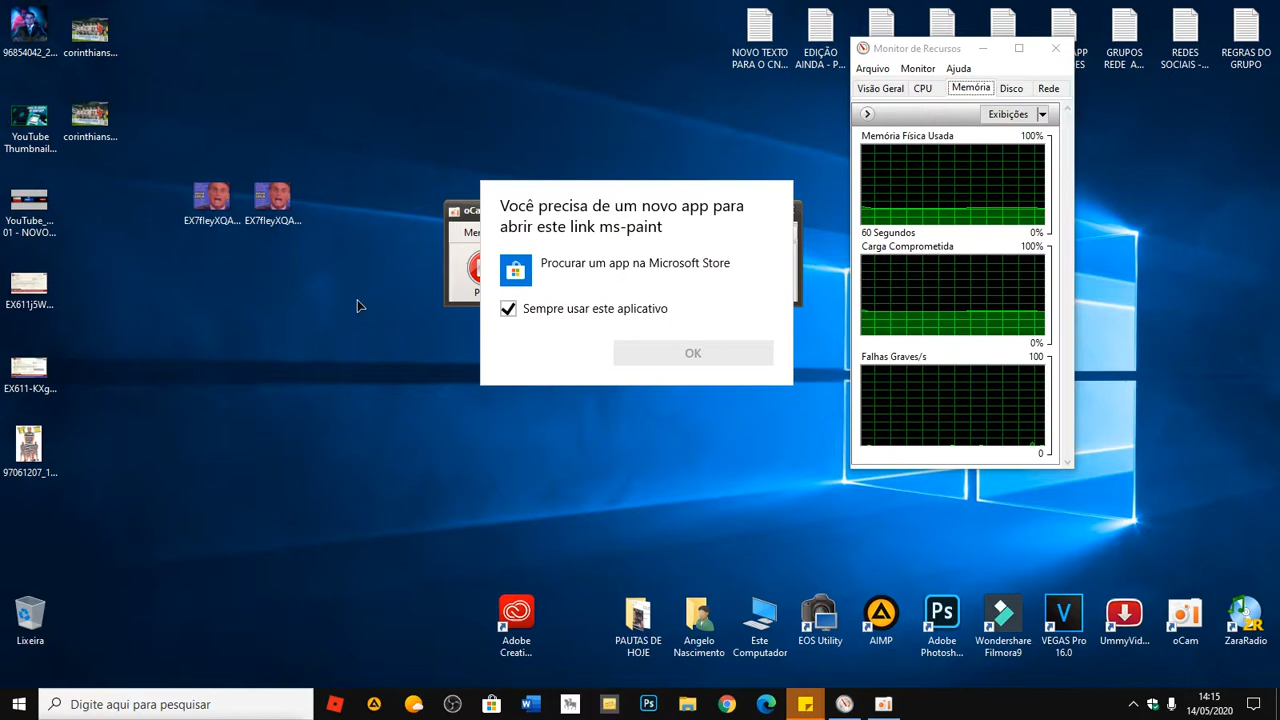 96854042_2...
corinthians...
YouTube
Thumbnail...
corinthians...
YouTube_...
01 - NOVO...
EX7fleyXQA...
EX7fleyXQA...
EX611j5W...
EX611-KXg...
97061207_1...
Lixeira
NOVO TEXTO
PARA O CN...
EDIÇÃO
AINDA - P...
GRUPOS
REDE A...
REDES
SOCIAIS -...
REGRAS DO
GRUPO
Monitor de Recursos
Arquivo Monitor Ajuda
Visão Geral CPU Memória Disco Rede
Exibições
Memória Física Usada 100%
60 Segundos 0%
Carga Comprometida 100%
0%
Falhas Graves/s 100
0
Você precisa de um novo app para
abrir este link ms-paint
Procurar um app na Microsoft Store
Sempre usar este aplicativo
OK
Adobe
Creati...
PAUTAS DE
HOJE
Angelo
Nascimento
Este
Computador
EOS Utility
AIMP
Ps
Adobe
Photosh...
Wondershare
Filmora9
V
VEGAS Pro
16.0
UmmyVid...
oCam
2R
ZaraRadio
Digite aqui para pesquisar
Ps
14:15
14/05/2020